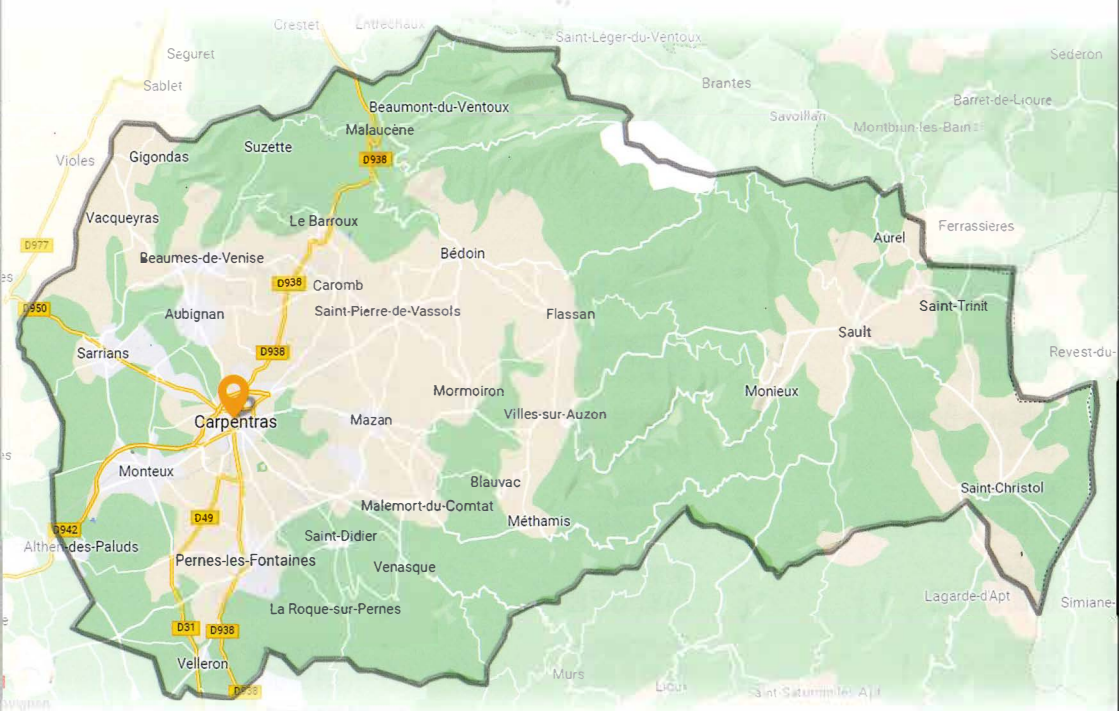 Crestet
Entrechaux
Saint-Léger-du-Ventoux
Séguret
Sablet
Brantes
Séderon
Barret-de-Lioure
Savoillan
Montbrun-les-Bains
Beaumont-du-Ventoux
Malaucène
D938
Suzette
Gigondas
Violes
Vacqueyras
D977
Le Barroux
Beaumes-de-Venise
Bédoin
Aurel
Ferrassières
D938
Caromb
D950
Aubignan
Saint-Pierre-de-Vassols
Flassan
Saint-Trinit
Sault
Sarrians
D938
Revest-du-
Mormoiron
Monieux
Carpentras
Mazan
Villes-sur-Auzon
Monteux
Blauvac
Saint-Christol
Malemort-du-Comtat
Méthamis
D49
D942
Althen-des-Paluds
Saint-Didier
Pernes-les-Fontaines
Venasque
Lagarde-d'Apt
Simiane-
La Roque-sur-Pernes
D31
D938
Velleron
Murs
D938
Lioux